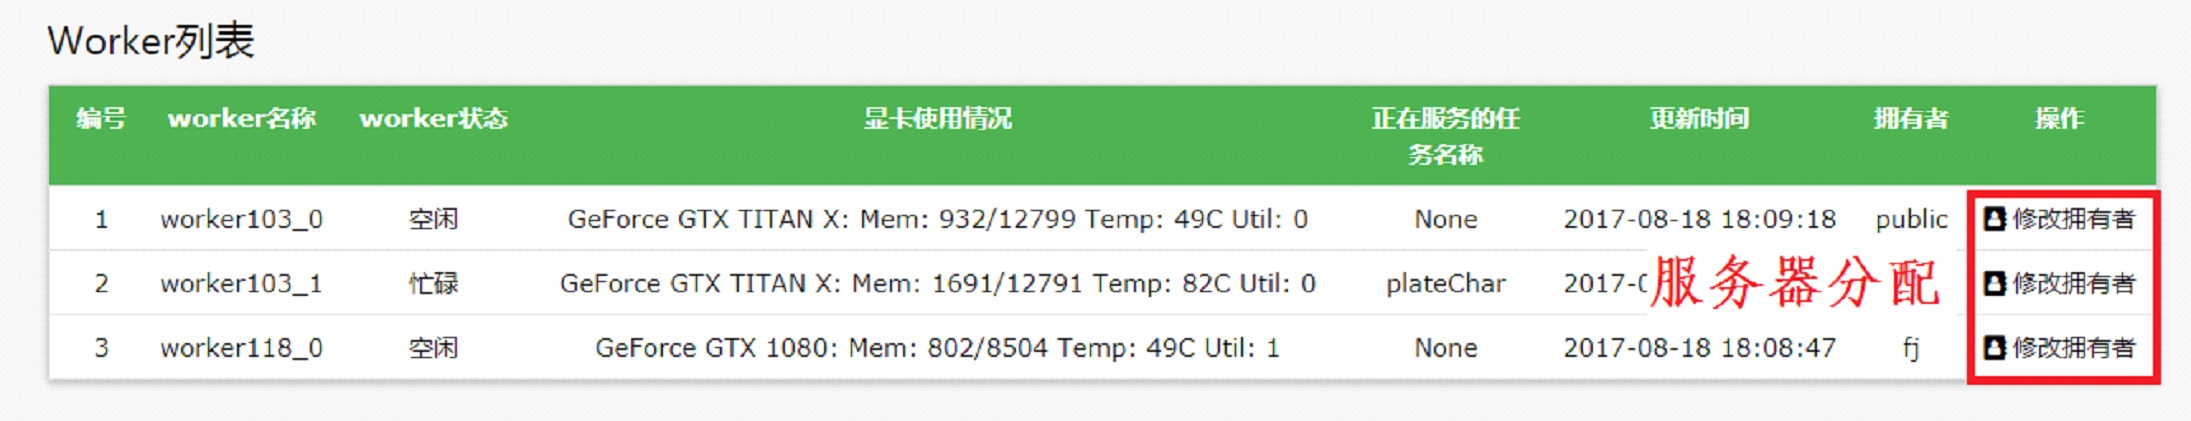 Worker列表
编号 worker名称 worker状态 显卡使用情况 正在服务的任务名称 更新时间 拥有者 操作
1 worker103_0 空闲 GeForce GTX TITAN X: Mem: 932/12799 Temp: 49C Util: 0 None 2017-08-18 18:09:18 public 修改拥有者
2 worker103_1 忙碌 GeForce GTX TITAN X: Mem: 1691/12791 Temp: 82C Util: 0 plateChar 2017- 服务器分配 修改拥有者
3 worker118_0 空闲 GeForce GTX 1080: Mem: 802/8504 Temp: 49C Util: 1 None 2017-08-18 18:08:47 fj 修改拥有者